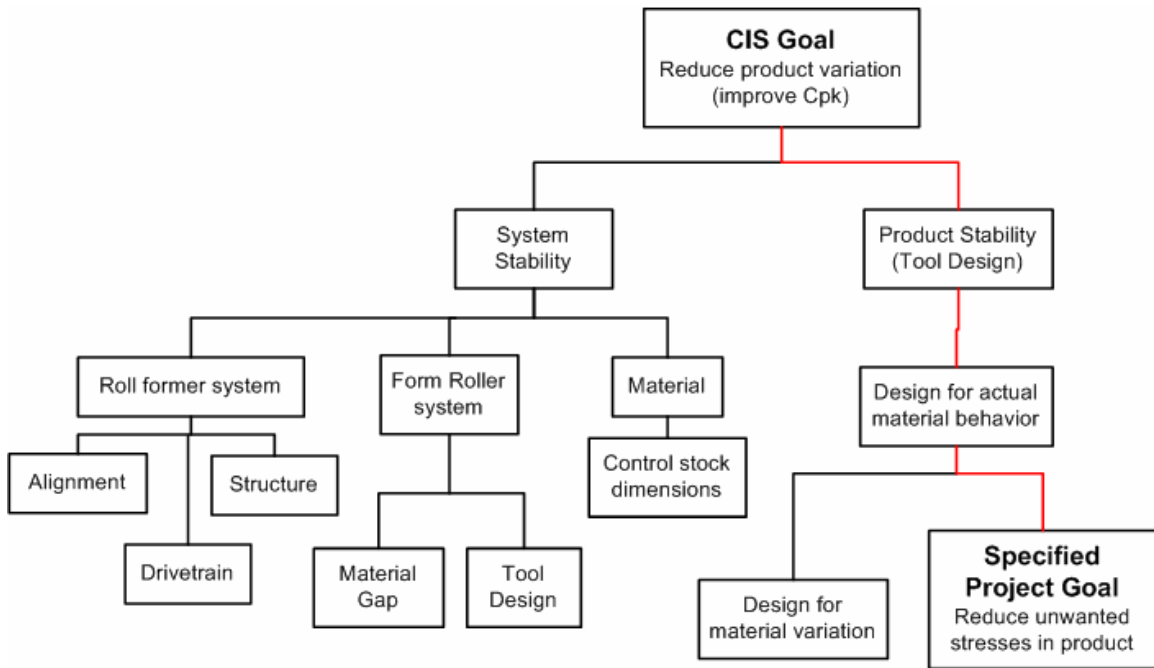 CIS Goal
Reduce product variation
(improve Cpk)
System
Stability
Product Stability
(Tool Design)
Roll former system
Form Roller
system
Material
Design for actual
material behavior
Alignment
Structure
Control stock
dimensions
Drivetrain
Material
Gap
Tool
Design
Design for
material variation
Specified
Project Goal
Reduce unwanted
stresses in product